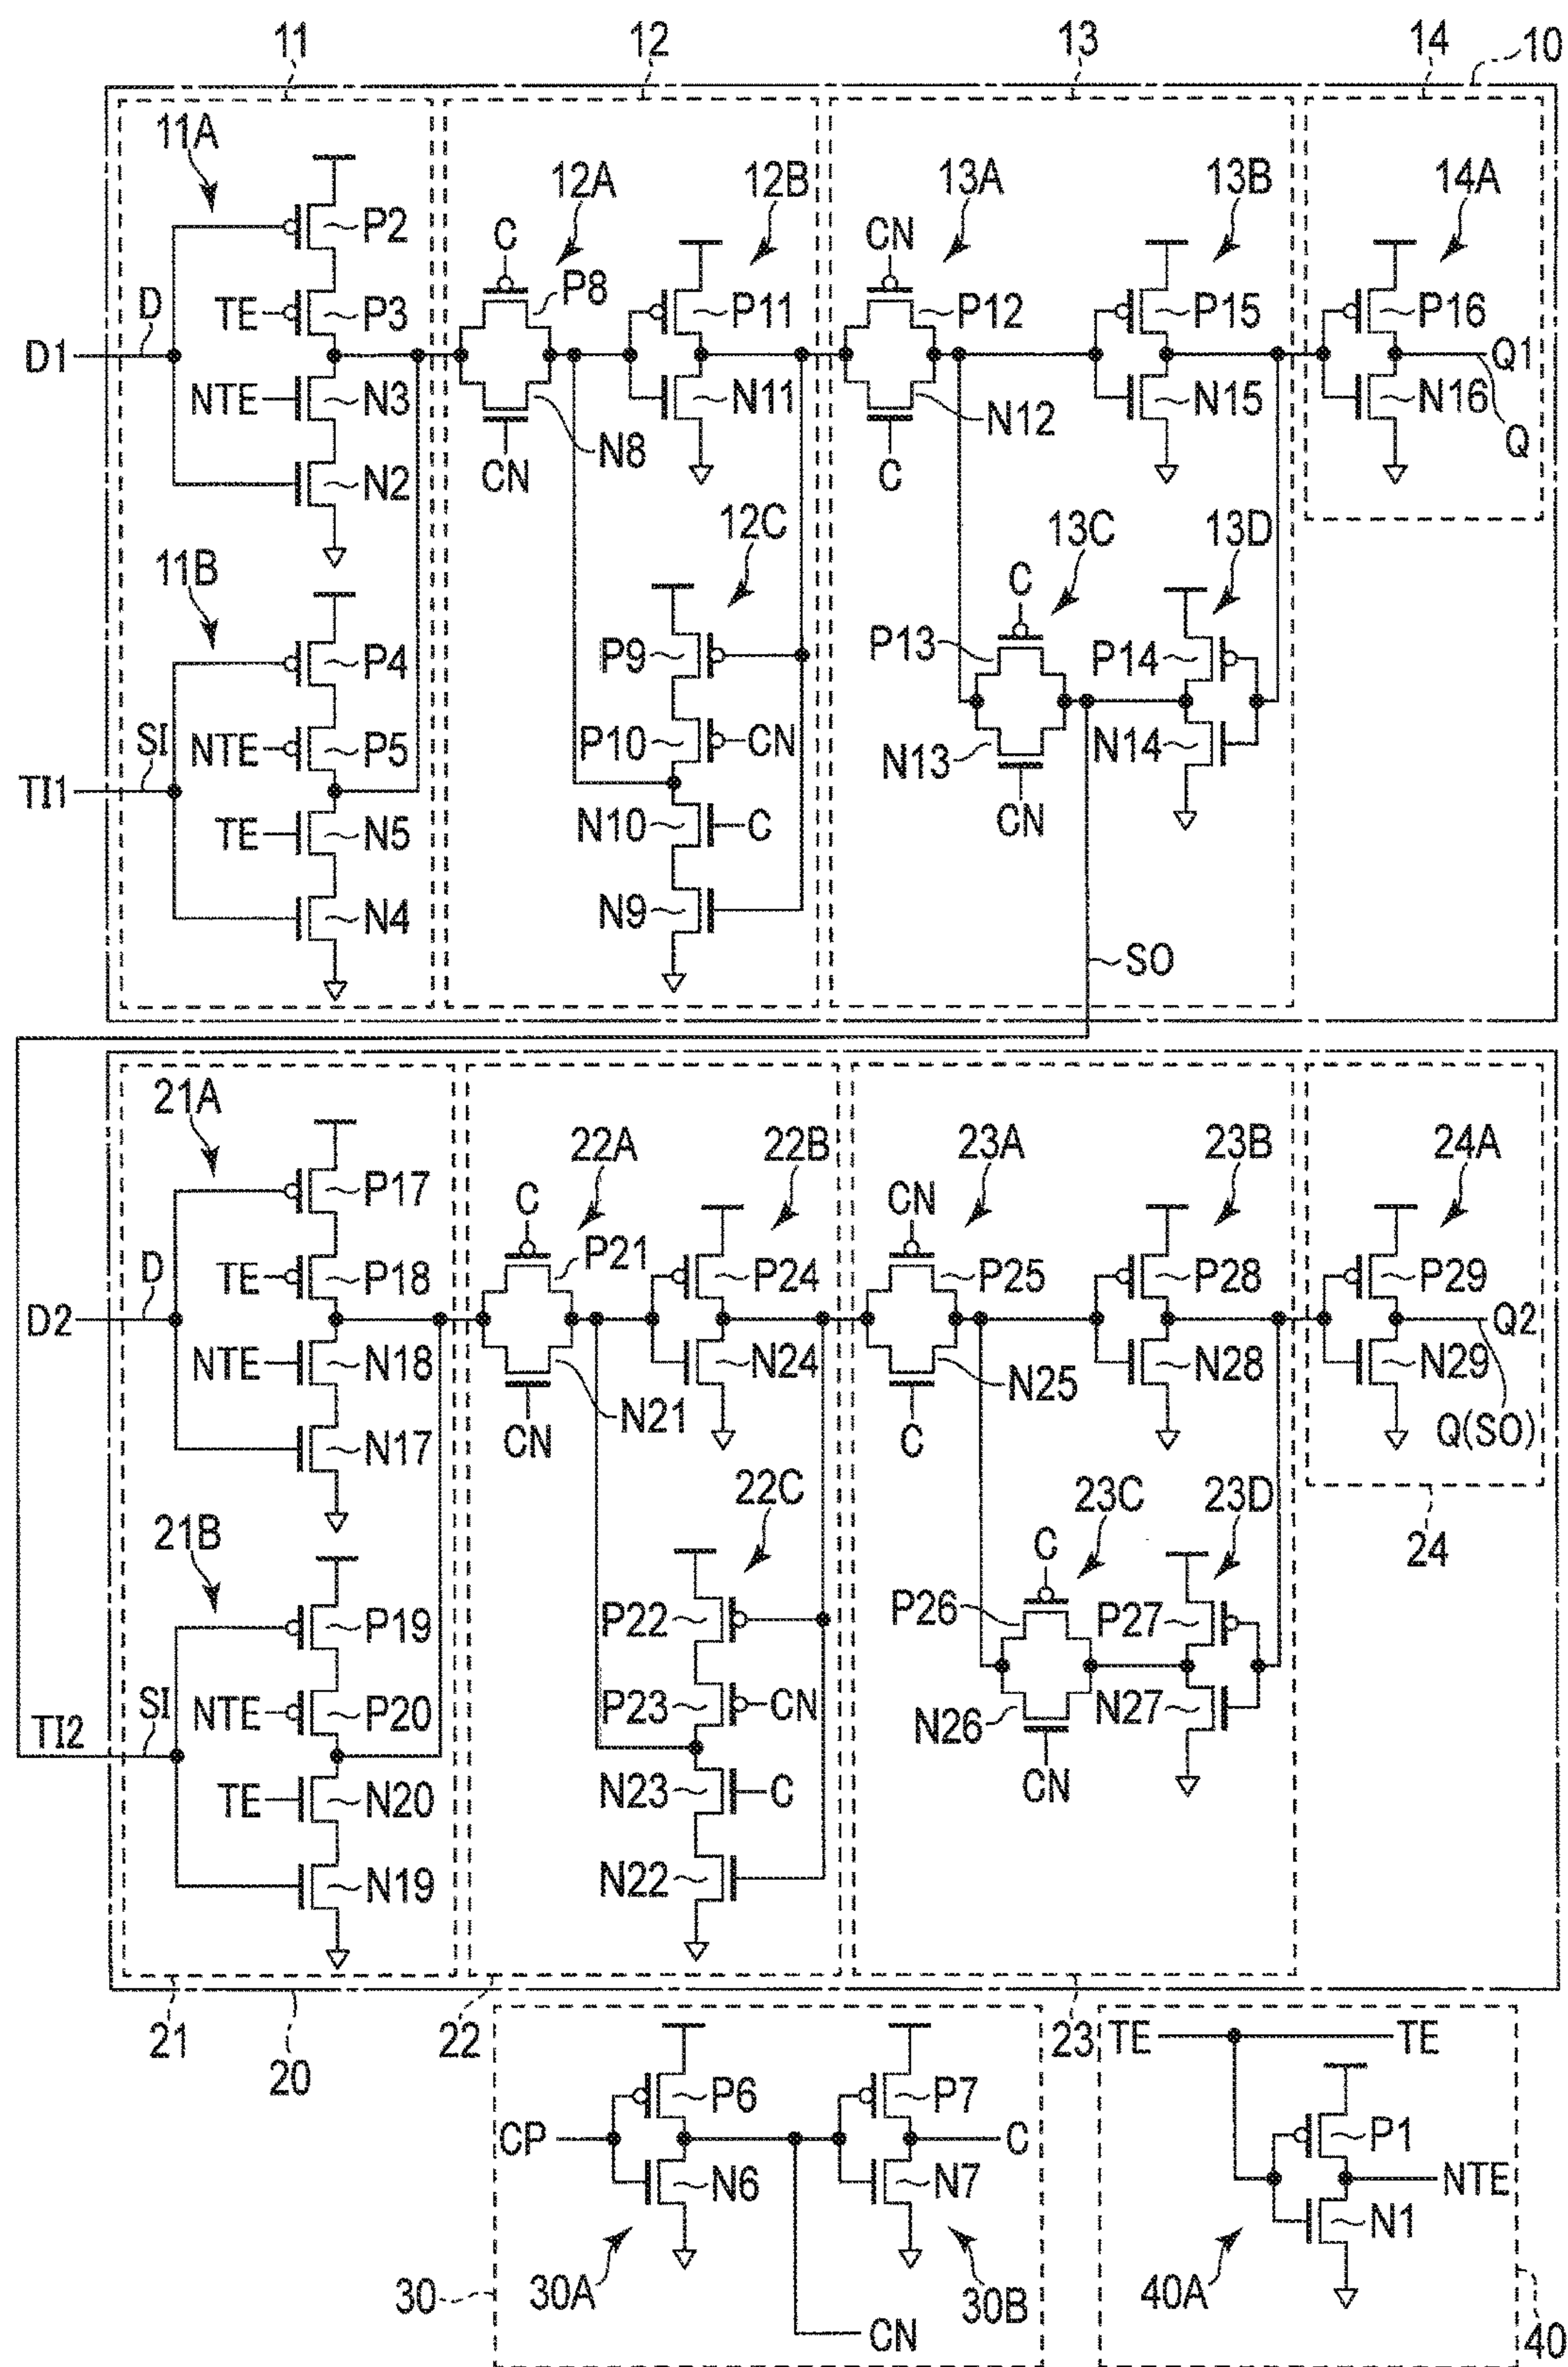 11
12
13
14
10
11A
12A
12B
13A
13B
14A
C
CN
P2
P8
P11
P12
P15
P16
D
TE
P3
D1
Q1
NTE
N3
N8
N11
N12
N15
N16
Q
CN
C
N2
11B
12C
13C
13D
C
P4
P9
P13
P14
SI
NTE
P5
P10
CN
N13
N14
TI1
TE
N5
N10
C
CN
N4
N9
SO
21A
22A
22B
23A
23B
24A
C
CN
P17
P21
P24
P25
P28
P29
D
TE
P18
D2
Q2
NTE
N18
N21
N24
N25
N28
N29
CN
C
Q(SO)
N17
22C
23C
23D
21B
C
24
P19
P22
P26
P27
SI
NTE
P20
P23
CN
N26
N27
TI2
TE
N20
N23
C
CN
N19
N22
21
20
22
23
TE
TE
P6
P7
P1
CP
C
N6
N7
NTE
N1
30
30A
30B
40A
CN
40